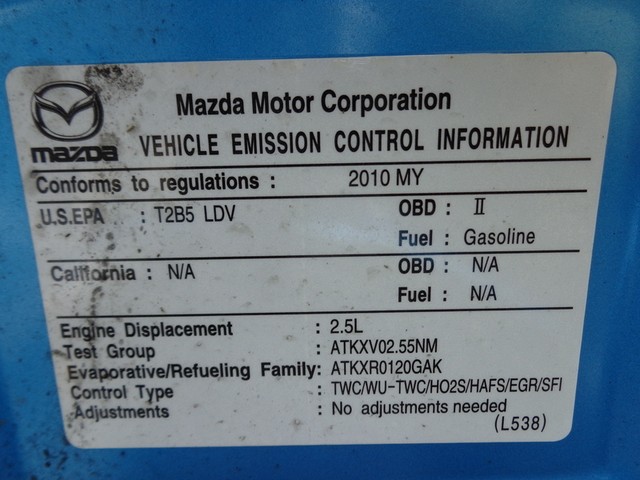 Mazda Motor Corporation
mazda VEHICLE EMISSION CONTROL INFORMATION
Conforms to regulations : 2010 MY
U.S.EPA : T2B5 LDV OBD : II
Fuel : Gasoline
California : N/A OBD : N/A
Fuel : N/A
Engine Displacement : 2.5L
Test Group : ATKXV02.55NM
Evaporative/Refueling Family: ATKXR0120GAK
Control Type : TWC/WU-TWC/HO2S/HAFS/EGR/SFI
Adjustments : No adjustments needed
(L538)